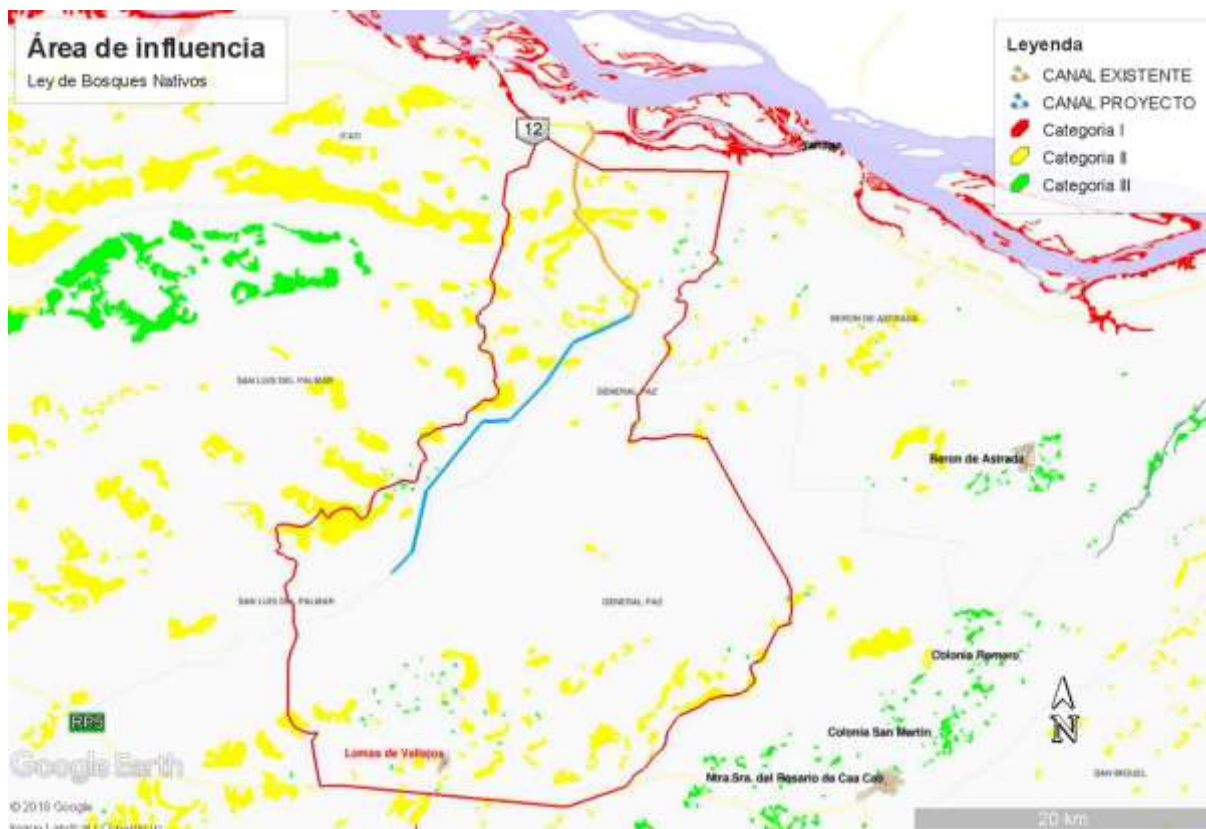 Área de influencia
Ley de Bosques Nativos
Leyenda
CANAL EXISTENTE
CANAL PROYECTO
Categoria I
Categoria II
Categoria III
12
ITATI
BERON DE ASTRADA
SAN LUIS DEL PALMAR
GENERAL PAZ
Beron de Astrada
SAN LUIS DEL PALMAR
GENERAL PAZ
Colonia Romero
RP5
Colonia San Martin
Lomas de Vallejos
Ntra.Sra. del Rosario de Caa Cati
SAN MIGUEL
N
Google Earth
© 2018 Google
20 km